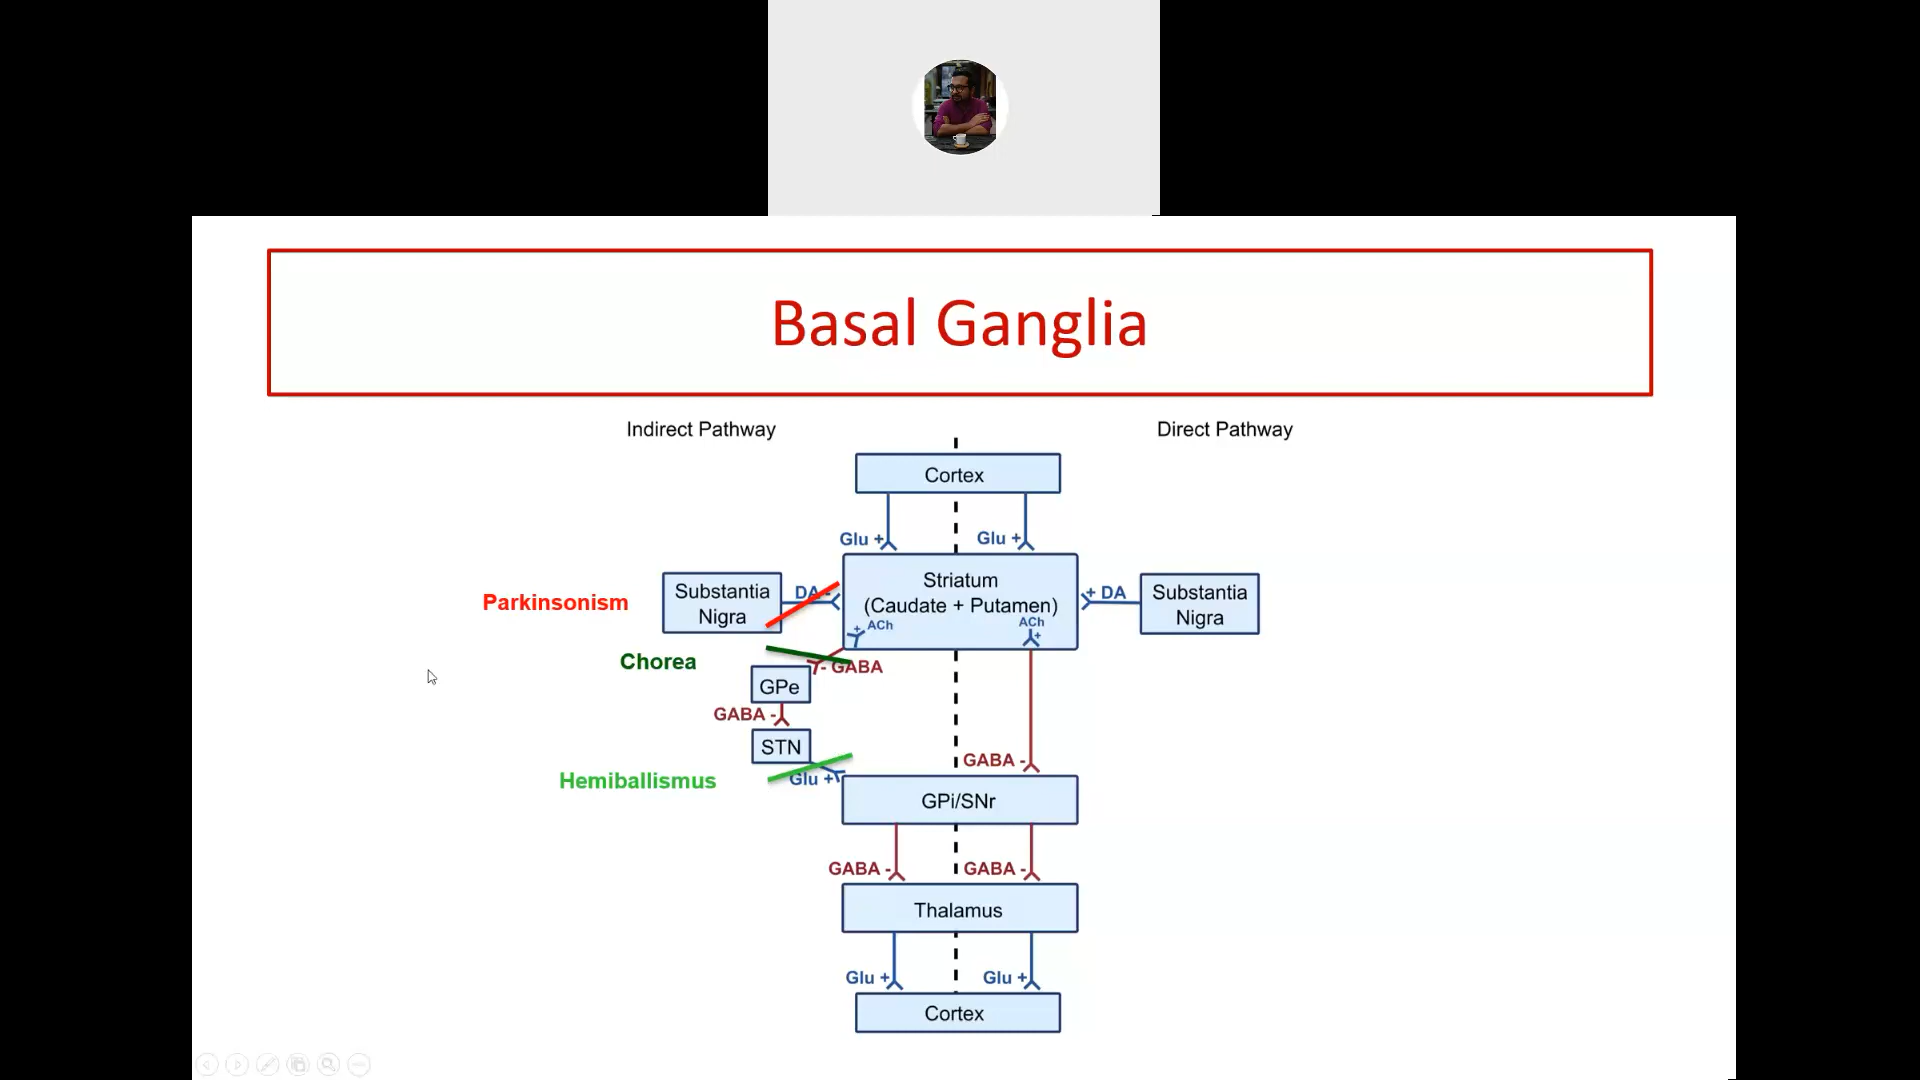 Basal Ganglia
Indirect Pathway
Direct Pathway
Cortex
Glu +
Glu +
Parkinsonism
Substantia
Nigra
DA -
Striatum
(Caudate + Putamen)
+ ACh
ACh
+
+ DA
Substantia
Nigra
Chorea
- GABA
GPe
GABA -
STN
Hemiballismus
Glu +
GABA -
GPi/SNr
GABA -
GABA -
Thalamus
Glu +
Glu +
Cortex